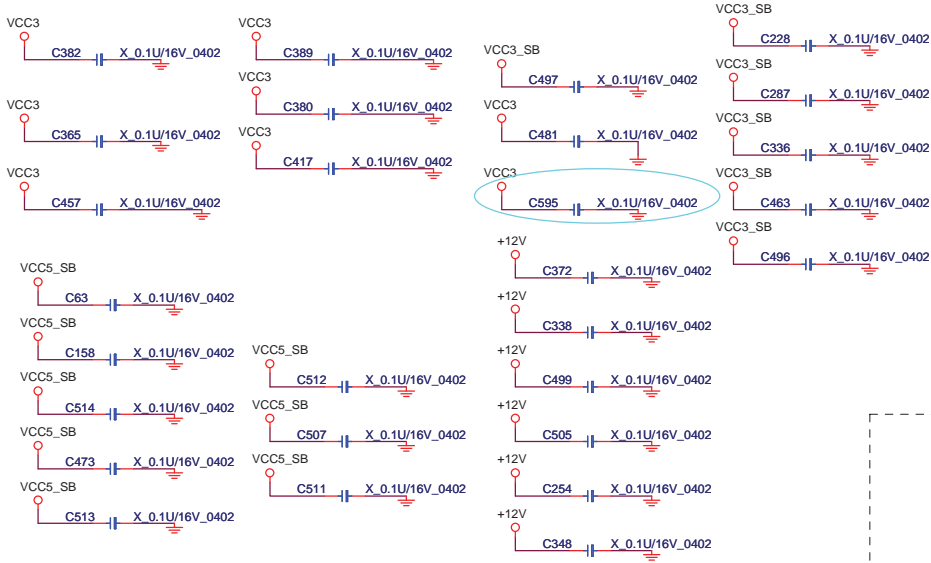 VCC3
C382 X_0.1U/16V_0402
VCC3
C365 X_0.1U/16V_0402
VCC3
C457 X_0.1U/16V_0402
VCC3
C389 X_0.1U/16V_0402
VCC3
C380 X_0.1U/16V_0402
VCC3
C417 X_0.1U/16V_0402
VCC3_SB
C497 X_0.1U/16V_0402
VCC3
C481 X_0.1U/16V_0402
VCC3
C595 X_0.1U/16V_0402
VCC3_SB
C228 X_0.1U/16V_0402
VCC3_SB
C287 X_0.1U/16V_0402
VCC3_SB
C336 X_0.1U/16V_0402
VCC3_SB
C463 X_0.1U/16V_0402
VCC3_SB
C496 X_0.1U/16V_0402
VCC5_SB
C63 X_0.1U/16V_0402
VCC5_SB
C158 X_0.1U/16V_0402
VCC5_SB
C514 X_0.1U/16V_0402
VCC5_SB
C473 X_0.1U/16V_0402
VCC5_SB
C513 X_0.1U/16V_0402
VCC5_SB
C512 X_0.1U/16V_0402
VCC5_SB
C507 X_0.1U/16V_0402
VCC5_SB
C511 X_0.1U/16V_0402
+12V
C372 X_0.1U/16V_0402
+12V
C338 X_0.1U/16V_0402
+12V
C499 X_0.1U/16V_0402
+12V
C505 X_0.1U/16V_0402
+12V
C254 X_0.1U/16V_0402
+12V
C348 X_0.1U/16V_0402